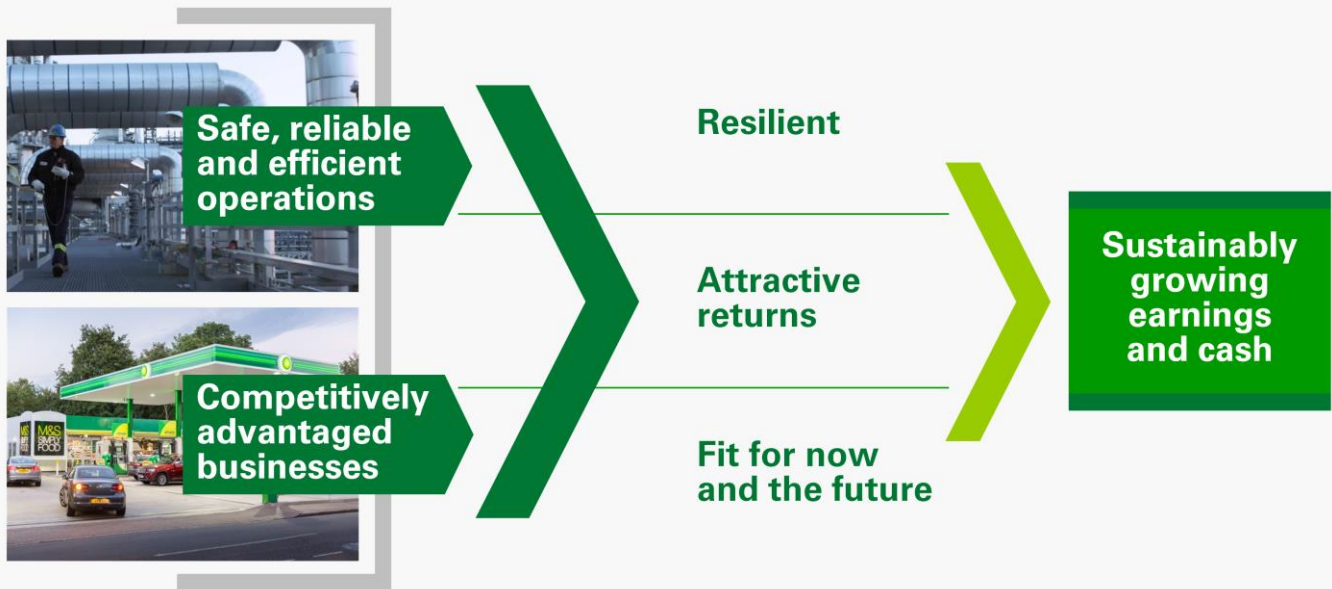 Safe, reliable
and efficient
operations
Resilient
Attractive
returns
Sustainably
growing
earnings
and cash
Competitively
advantaged
businesses
Fit for now
and the future
M&S
SIMPLY
FOOD